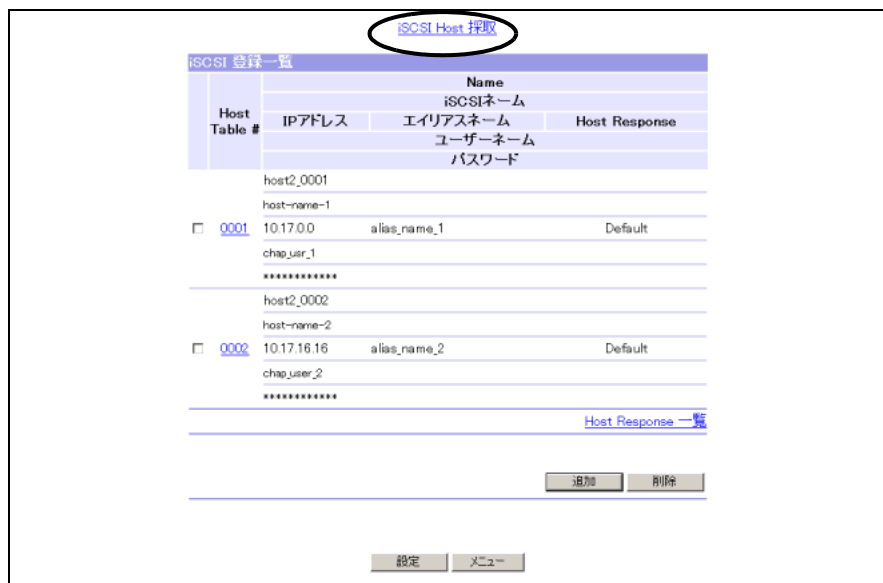 iSCSI Host 採取
iSCSI 登録一覧
Host Table #
Name
iSCSIネーム
IPアドレス エイリアスネーム Host Response
ユーザーネーム
パスワード
host2_0001
host-name-1
0001 10.17.0.0 alias_name_1 Default
chap_usr_1
************
host2_0002
host-name-2
0002 10.17.16.16 alias_name_2 Default
chap_user_2
************
Host Response 一覧
追加 削除
設定 メニュー